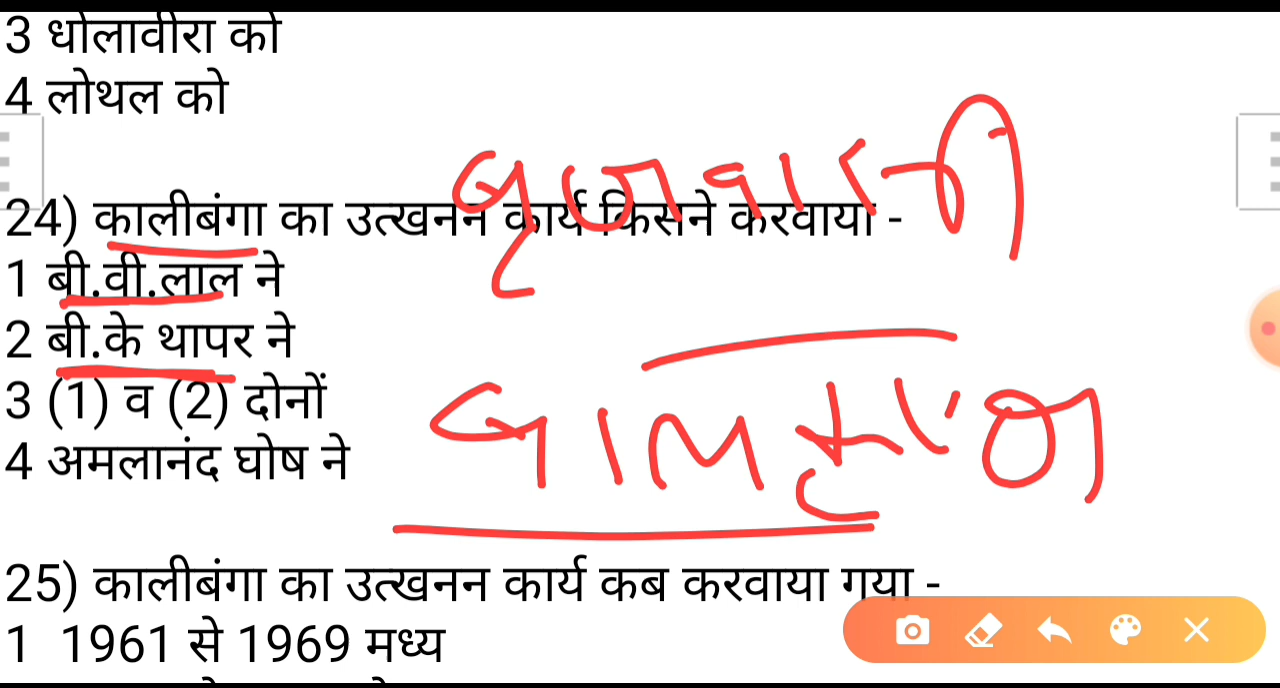 3 धोलावीरा को
4 लोथल को
24) कालीबंगा का उत्खनन कार्य किसने करवाया -
1 बी.वी.लाल ने
2 बी.के थापर ने
3 (1) व (2) दोनों
4 अमलानंद घोष ने
25) कालीबंगा का उत्खनन कार्य कब करवाया गया -
1 1961 से 1969 मध्य